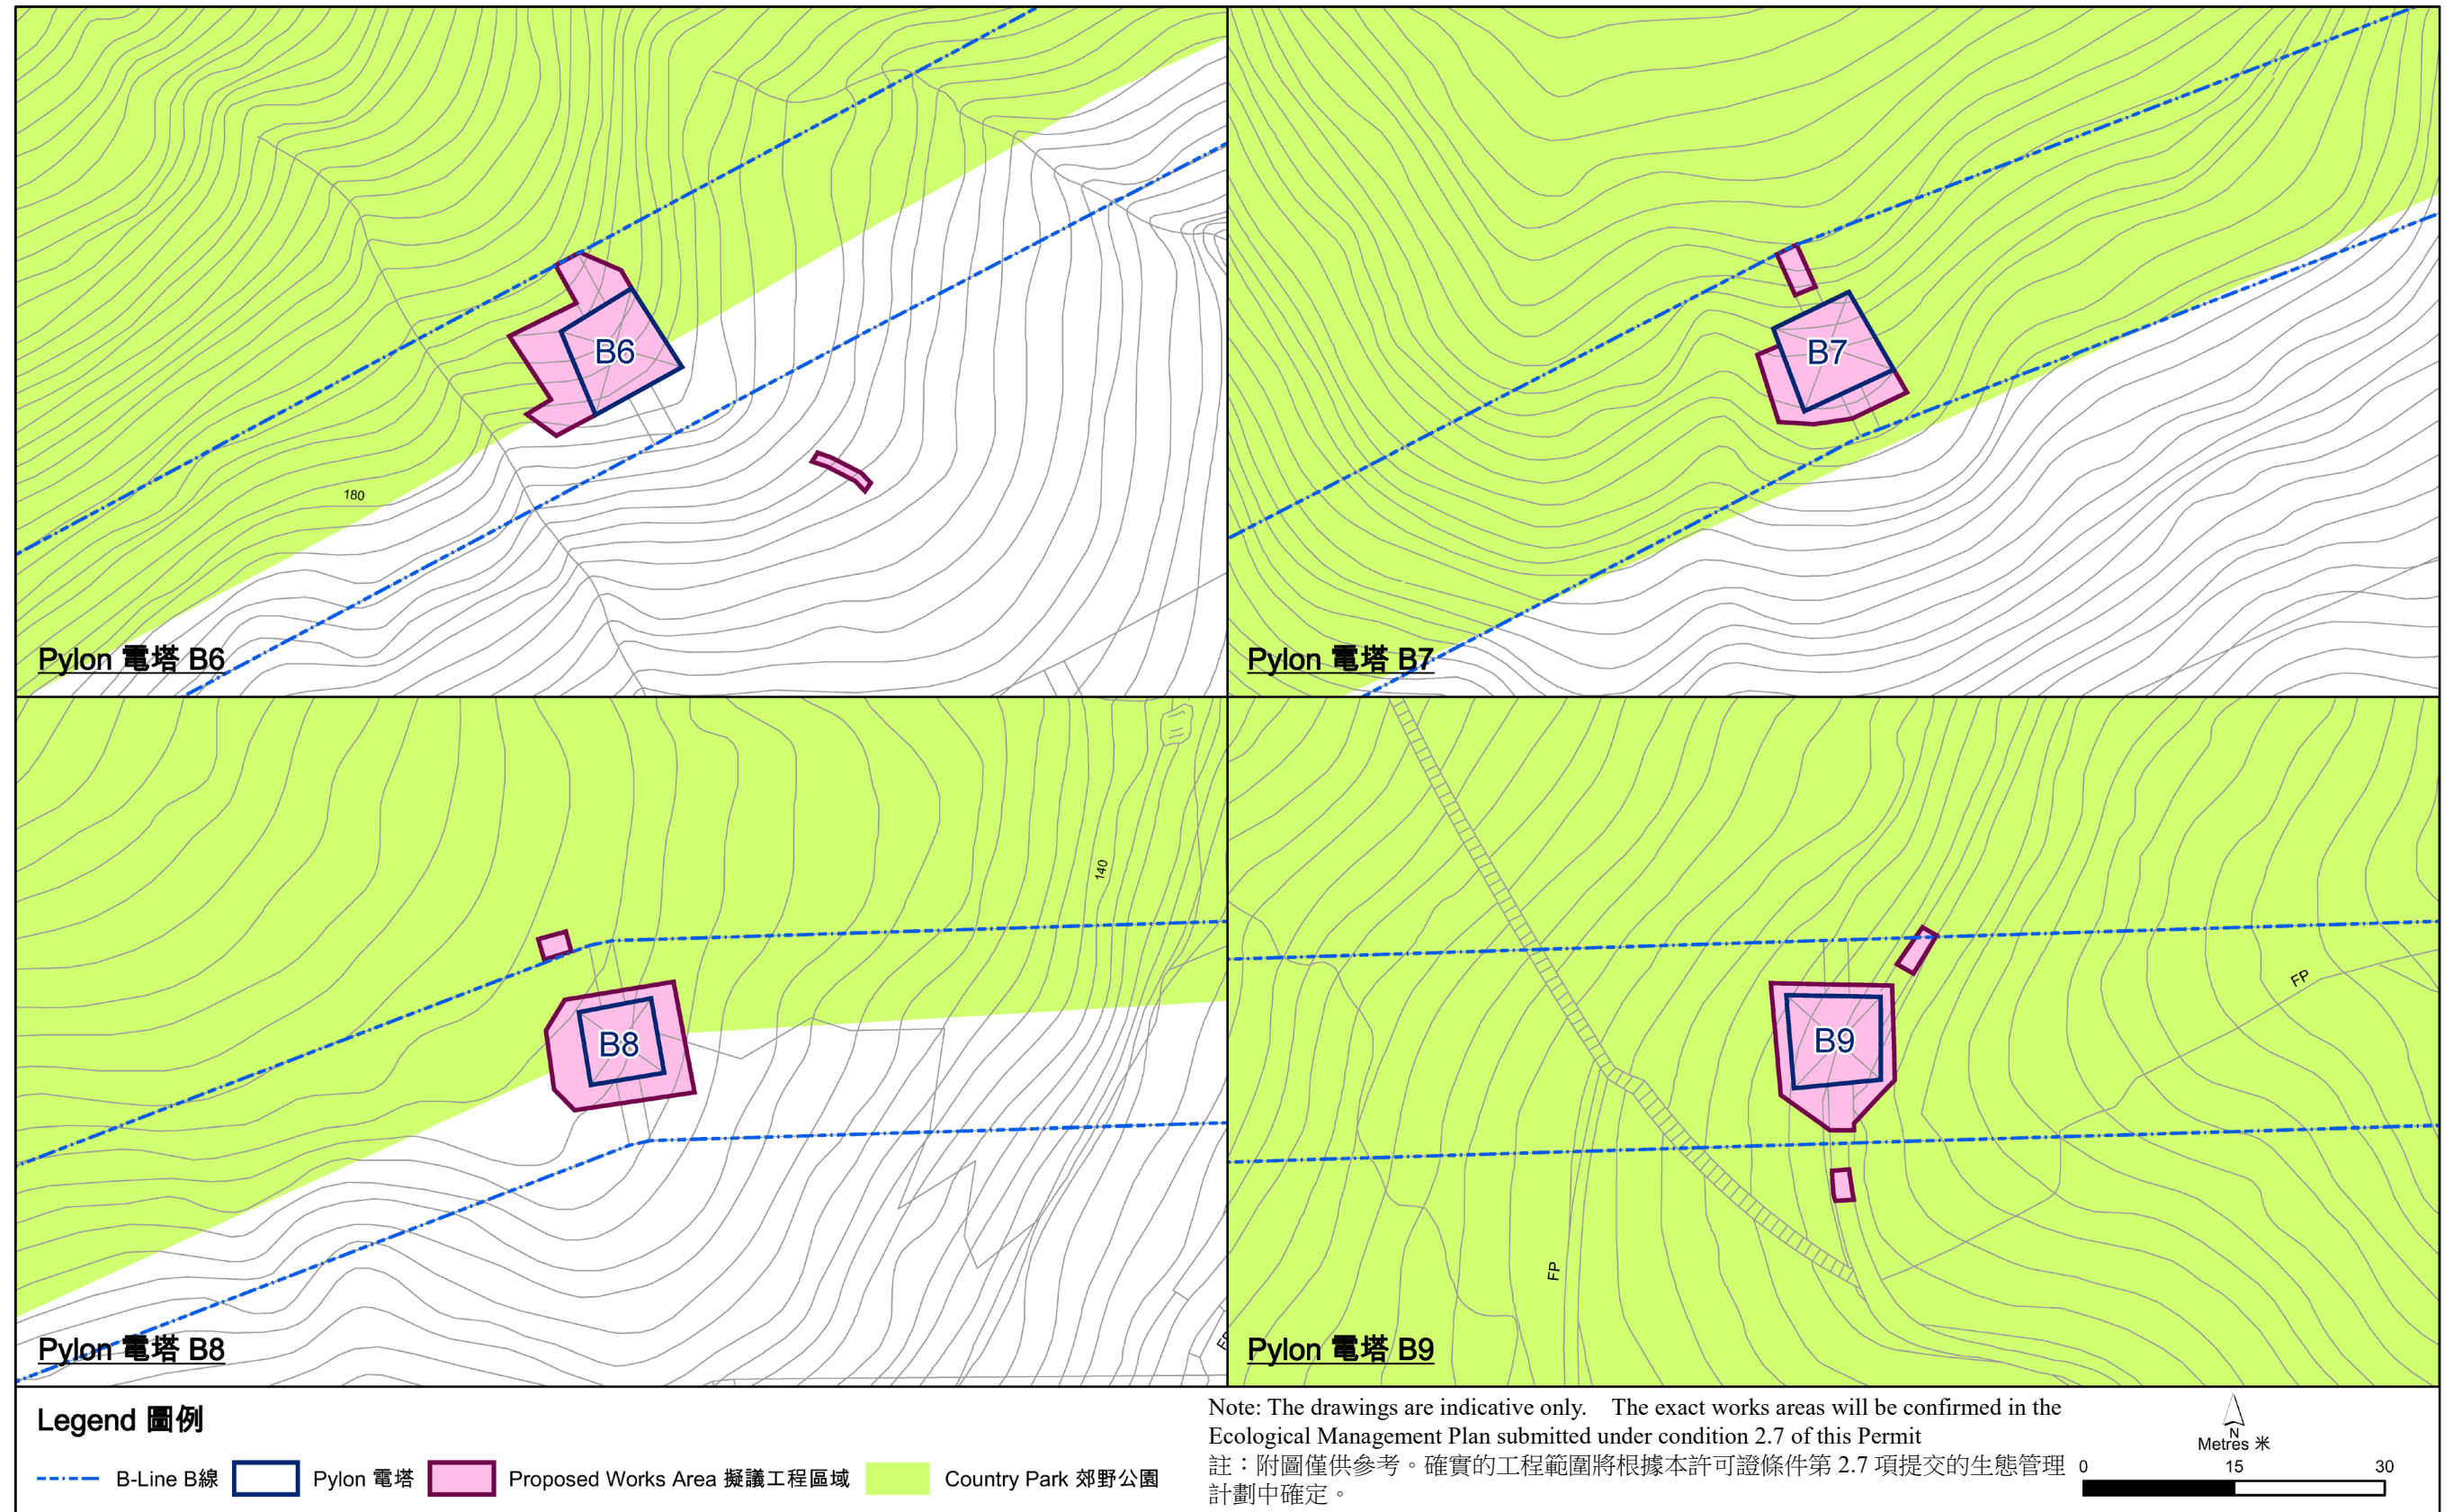 B6
180
Pylon 電塔 B6
B7
Pylon 電塔 B7
140
B8
Pylon 電塔 B8
B9
FP
FP
Pylon 電塔 B9
Legend 圖例
B-Line B線
Pylon 電塔
Proposed Works Area 擬議工程區域
Country Park 郊野公園
Note: The drawings are indicative only. The exact works areas will be confirmed in the
Ecological Management Plan submitted under condition 2.7 of this Permit
註：附圖僅供參考。確實的工程範圍將根據本許可證條件第 2.7 項提交的生態管理
計劃中確定。
N
Metres 米
0 15 30